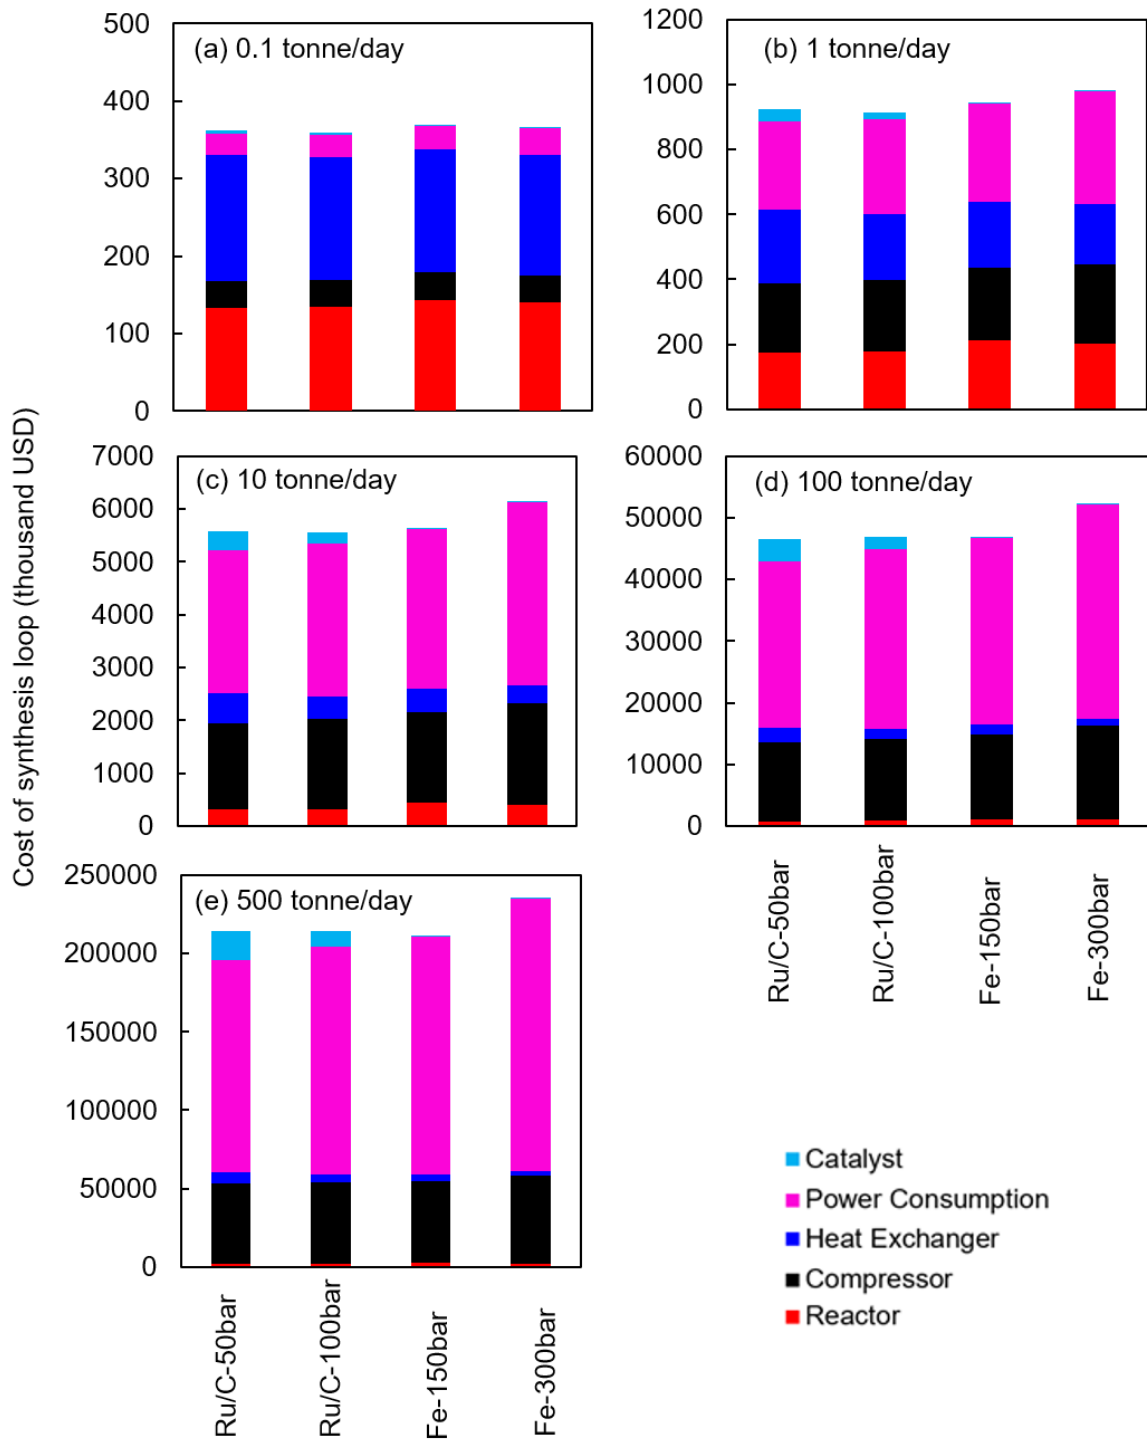 Cost of synthesis loop (thousand USD)
(a) 0.1 tonne/day
500
400
300
200
100
0
(b) 1 tonne/day
1200
1000
800
600
400
200
0
(c) 10 tonne/day
7000
6000
5000
4000
3000
2000
1000
0
(d) 100 tonne/day
60000
50000
40000
30000
20000
10000
0
Ru/C-50bar
Ru/C-100bar
Fe-150bar
Fe-300bar
(e) 500 tonne/day
250000
200000
150000
100000
50000
0
Ru/C-50bar
Ru/C-100bar
Fe-150bar
Fe-300bar
Catalyst
Power Consumption
Heat Exchanger
Compressor
Reactor